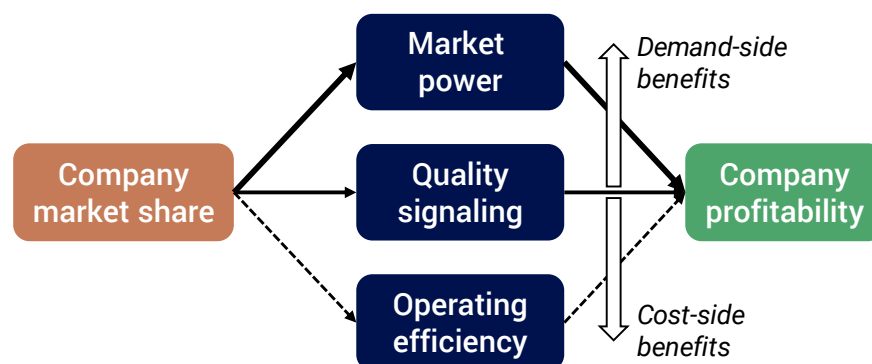 Market
power
Demand-side
benefits
Company
market share
Quality
signaling
Company
profitability
Operating
efficiency
Cost-side
benefits